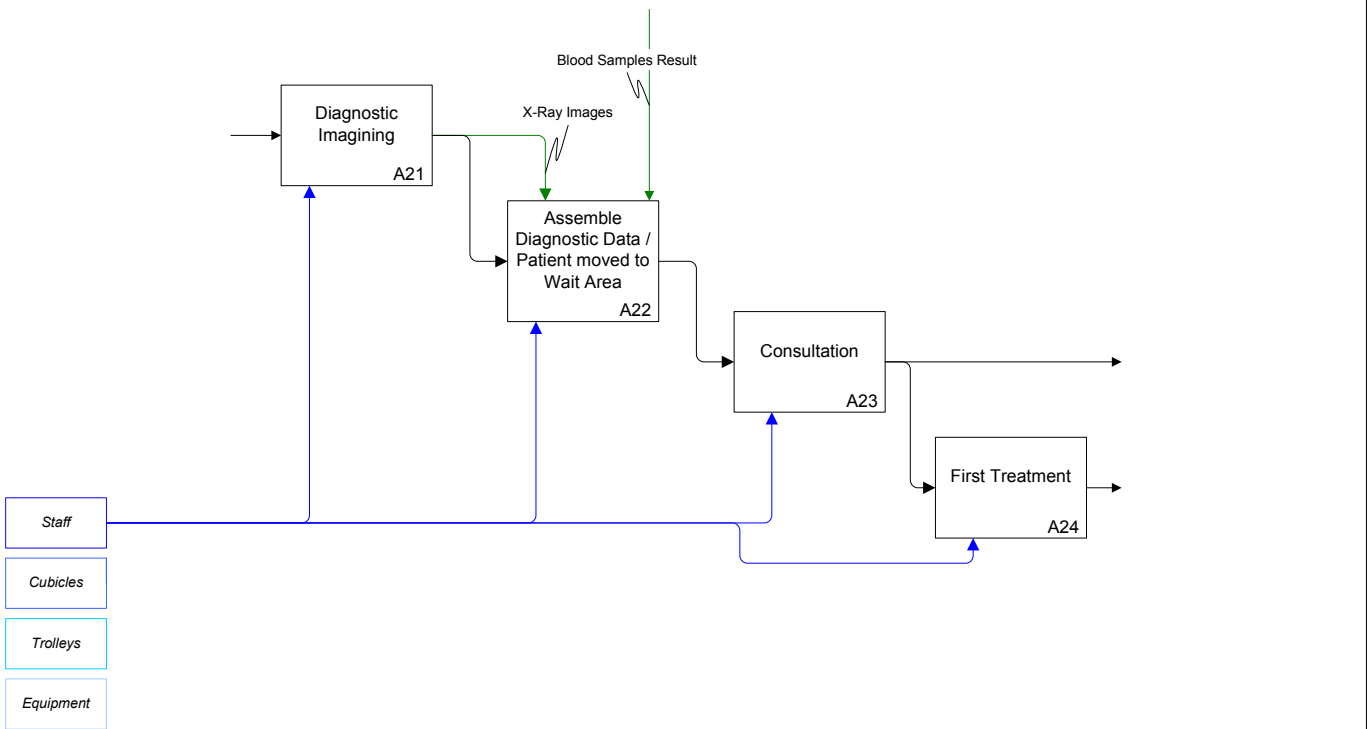 Blood Samples Result
X-Ray Images
Diagnostic
Imagining
A21
Assemble
Diagnostic Data /
Patient moved to
Wait Area
A22
Consultation
A23
First Treatment
A24
Staff
Cubicles
Trolleys
Equipment